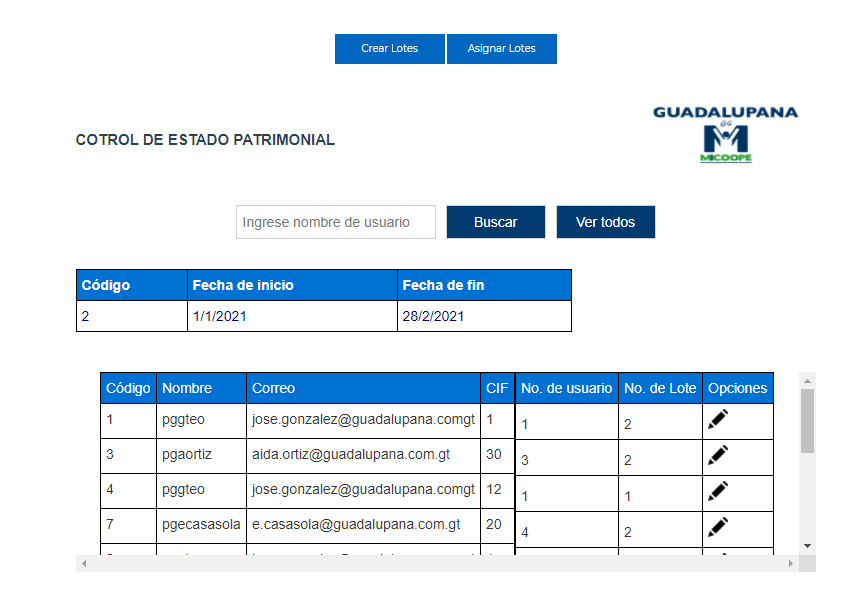 Crear Lotes Asignar Lotes
GUADALUPANA
MICOOPE
COTROL DE ESTADO PATRIMONIAL
Ingrese nombre de usuario Buscar Ver todos
Código Fecha de inicio Fecha de fin
2 1/1/2021 28/2/2021
Código Nombre Correo CIF No. de usuario No. de Lote Opciones
1 pggteo jose.gonzalez@guadalupana.comgt 1 1 2
3 pgaortiz aida.ortiz@guadalupana.com.gt 30 3 2
4 pggteo jose.gonzalez@guadalupana.comgt 12 1 1
7 pgecasasola e.casasola@guadalupana.com.gt 20 4 2